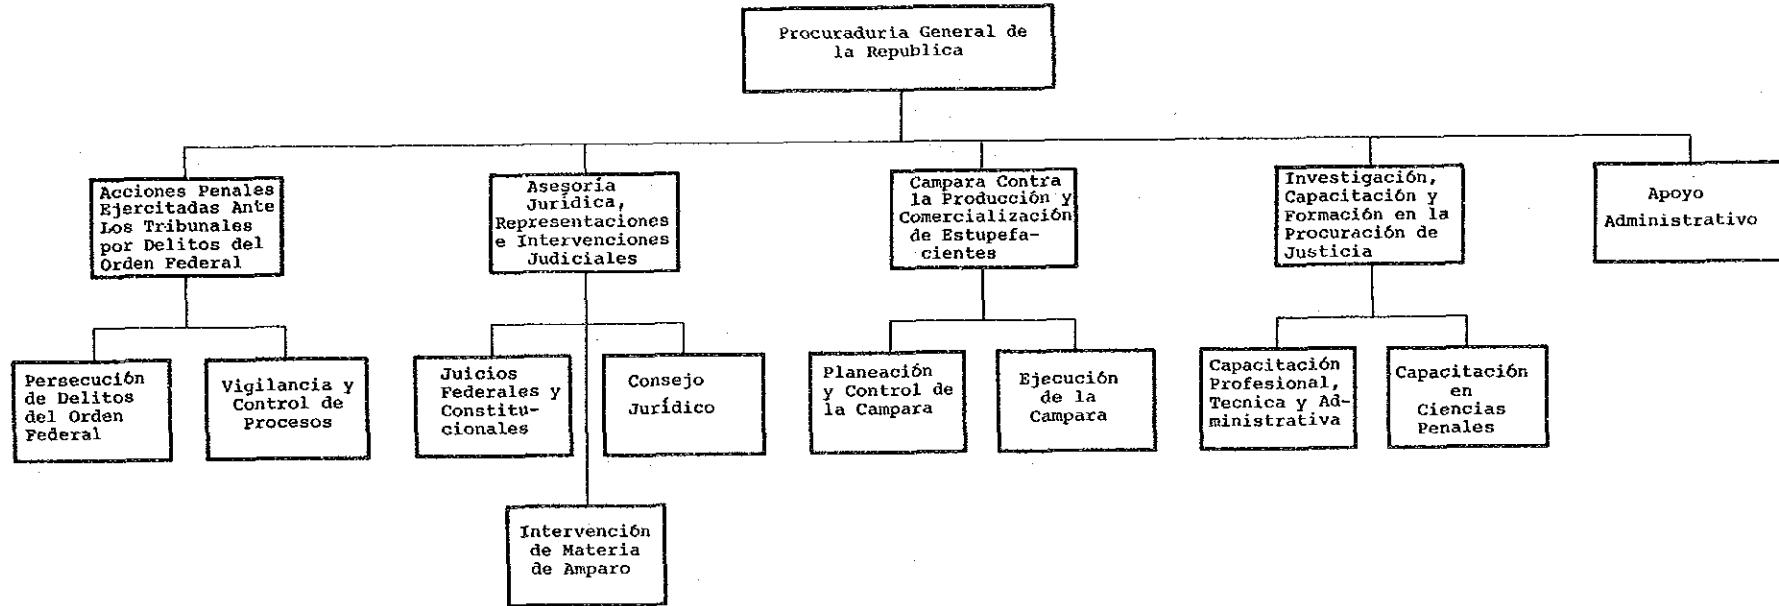 Procuraduria General de
la Republica
Acciones Penales
Ejercitadas Ante
Los Tribunales
por Delitos del
Orden Federal
Asesoría
Jurídica,
Representaciones
e Intervenciones
Judiciales
Campara Contra
la Producción y
Comercialización
de Estupefa-
cientes
Investigación,
Capacitación y
Formación en la
Procuración de
Justicia
Apoyo
Administrativo
Persecución
de Delitos
del Orden
Federal
Vigilancia y
Control de
Procesos
Juicios
Federales y
Constitu-
cionales
Consejo
Jurídico
Planeación
y Control de
la Campara
Ejecución
de la
Campara
Capacitación
Profesional,
Tecnica y Ad-
ministrativa
Capacitación
en
Ciencias
Penales
Intervención
de Materia
de Amparo